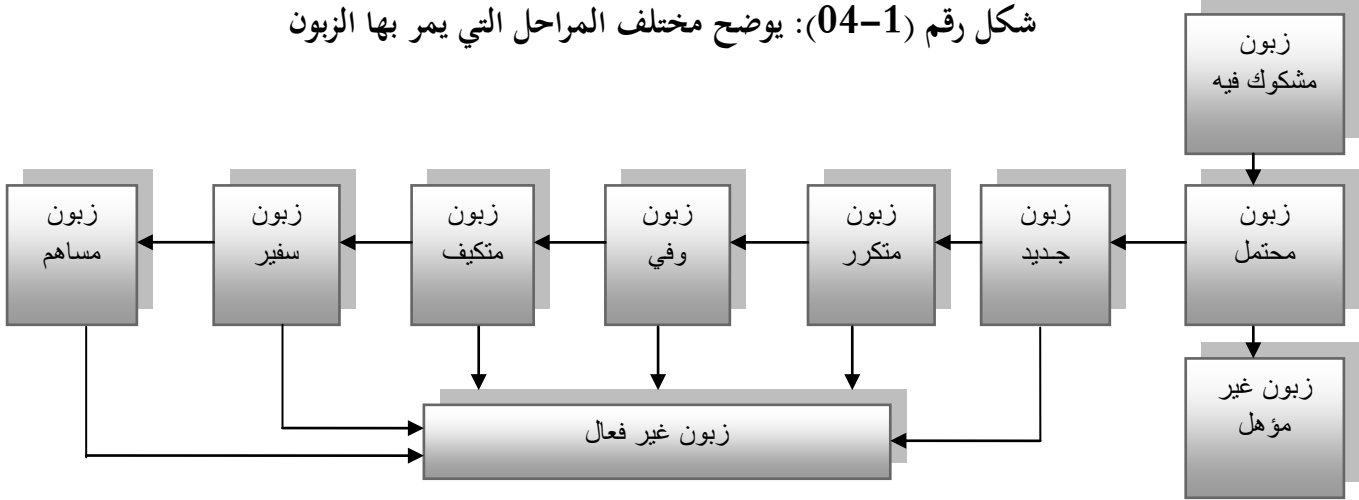 شكل رقم (1-04): يوضح مختلف المراحل التي يمر بها الزبون
زبون
مشكوك فيه
زبون
محتمل
زبون
جديد
زبون
متكرر
زبون
وفي
زبون
متكيف
زبون
سفير
زبون
مساهم
زبون غير
مؤهل
زبون غير فعال